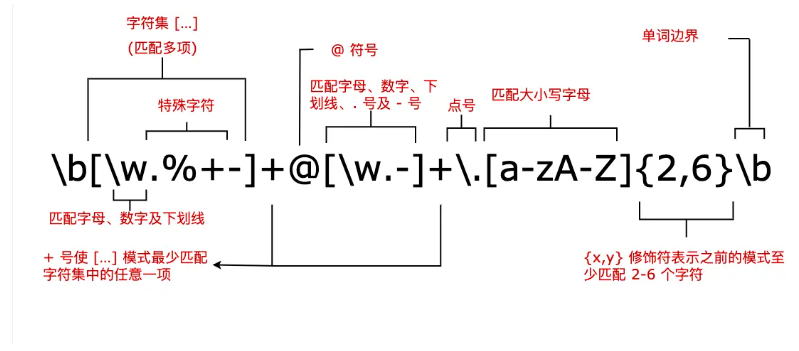 字符集 [...]
(匹配多项)
@ 符号
单词边界
特殊字符
匹配字母、数字、下
划线、. 号及 - 号
点号
匹配大小写字母
\b[\w.%+-]+@[\w.-]+\.[a-zA-Z]{2,6}\b
匹配字母、数字及下划线
+ 号使 [...] 模式最少匹配
字符集中的任意一项
{x,y} 修饰符表示之前的模式至
少匹配 2-6 个字符